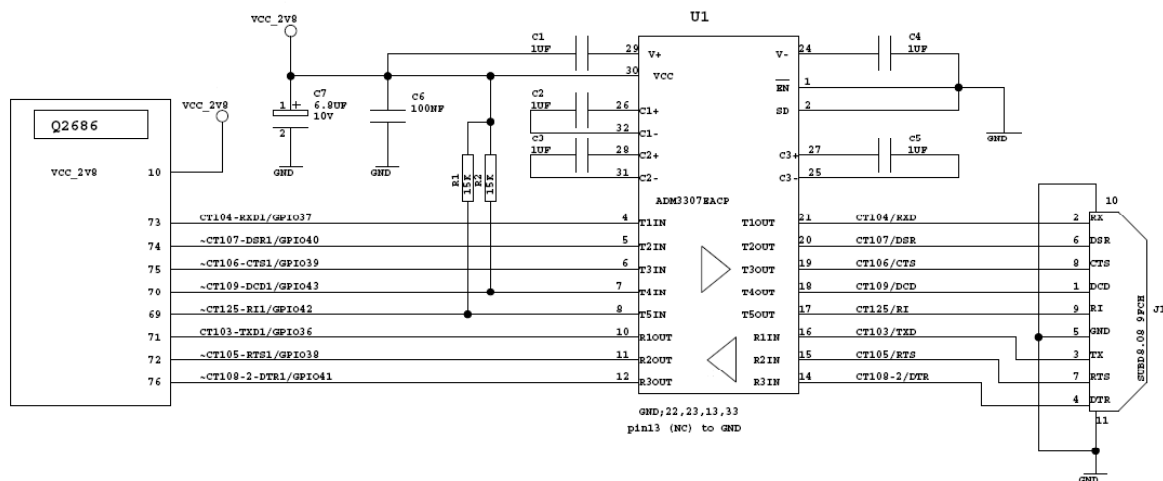 U1
VCC_2V8
C1
1UF
29
V+
V-
24
C4
1UF
30
VCC
1
EN
2
SD
GND
C7
6.8UF
10v
1
+
2
GND
C6
100NF
GND
C2
1UF
26
C1+
32
C1-
C3
1UF
28
C2+
31
C2-
27
C3+
25
C3-
C5
1UF
R1
15K
R2
15K
Q2686
VCC_2V8
VCC_2V8
10
ADM3307EACP
10
73
CT104-RXD1/GPIO37
4
T1IN
T1OUT
21
CT104/RXD
2
RX
74
~CT107-DSR1/GPIO40
5
T2IN
T2OUT
20
CT107/DSR
6
DSR
75
~CT106-CTS1/GPIO39
6
T3IN
T3OUT
19
CT106/CTS
8
CTS
70
~CT109-DCD1/GPIO43
7
T4IN
T4OUT
18
CT109/DCD
1
DCD
69
~CT125-RI1/GPIO42
8
T5IN
T5OUT
17
CT125/RI
9
RI
71
CT103-TXD1/GPIO36
10
R1OUT
R1IN
16
CT103/TXD
5
GND
72
~CT105-RTS1/GPIO38
11
R2OUT
R2IN
15
CT105/RTS
3
TX
76
~CT108-2-DTR1/GPIO41
12
R3OUT
R3IN
14
CT108-2/DTR
7
RTS
4
DTR
11
J1
SUBD8.08 9FCH
GND
GND;22,23,13,33
pin13 (NC) to GND